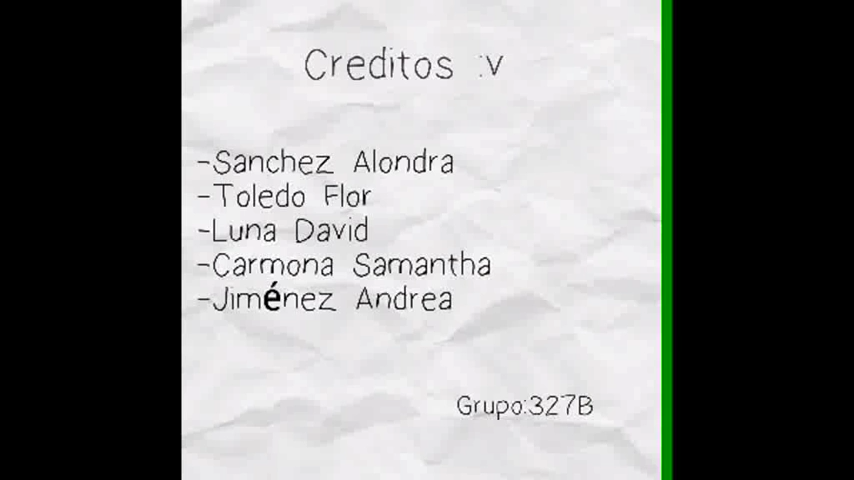 Creditos :v
-Sanchez Alondra
-Toledo Flor
-Luna David
-Carmona Samantha
-Jiménez Andrea
Grupo:327B